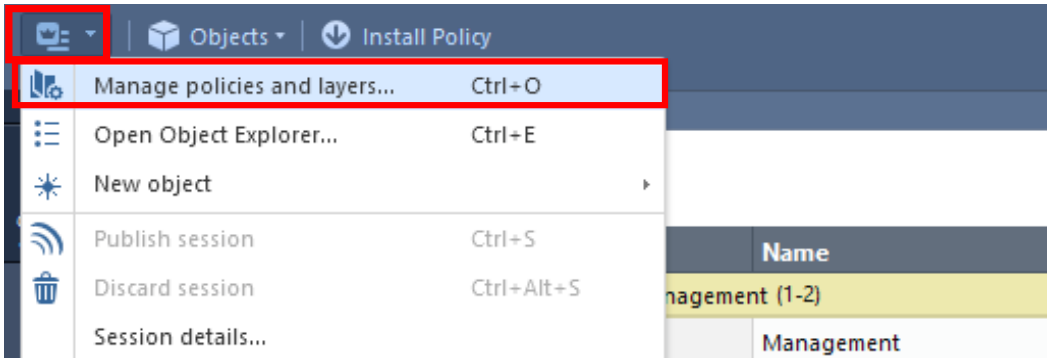 Objects
Install Policy
Manage policies and layers... Ctrl+O
Open Object Explorer... Ctrl+E
New object
Publish session Ctrl+S
Name
Discard session Ctrl+Alt+S
nagement (1-2)
Session details...
Management